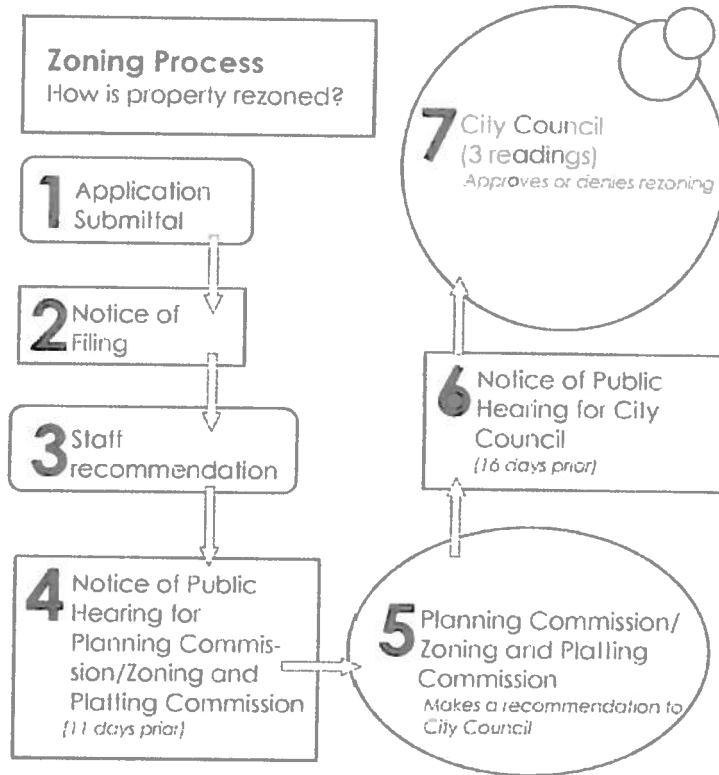 Zoning Process
How is property rezoned?
1 Application
Submittal
2 Notice of
Filing
3 Staff
recommendation
4 Notice of Public
Hearing for
Planning Commis-
sion/Zoning and
Platting Commission
(11 days prior)
5 Planning Commission/
Zoning and Platting
Commission
Makes a recommendation to
City Council
6 Notice of Public
Hearing for City
Council
(16 days prior)
7 City Council
(3 readings)
Approves or denies rezoning